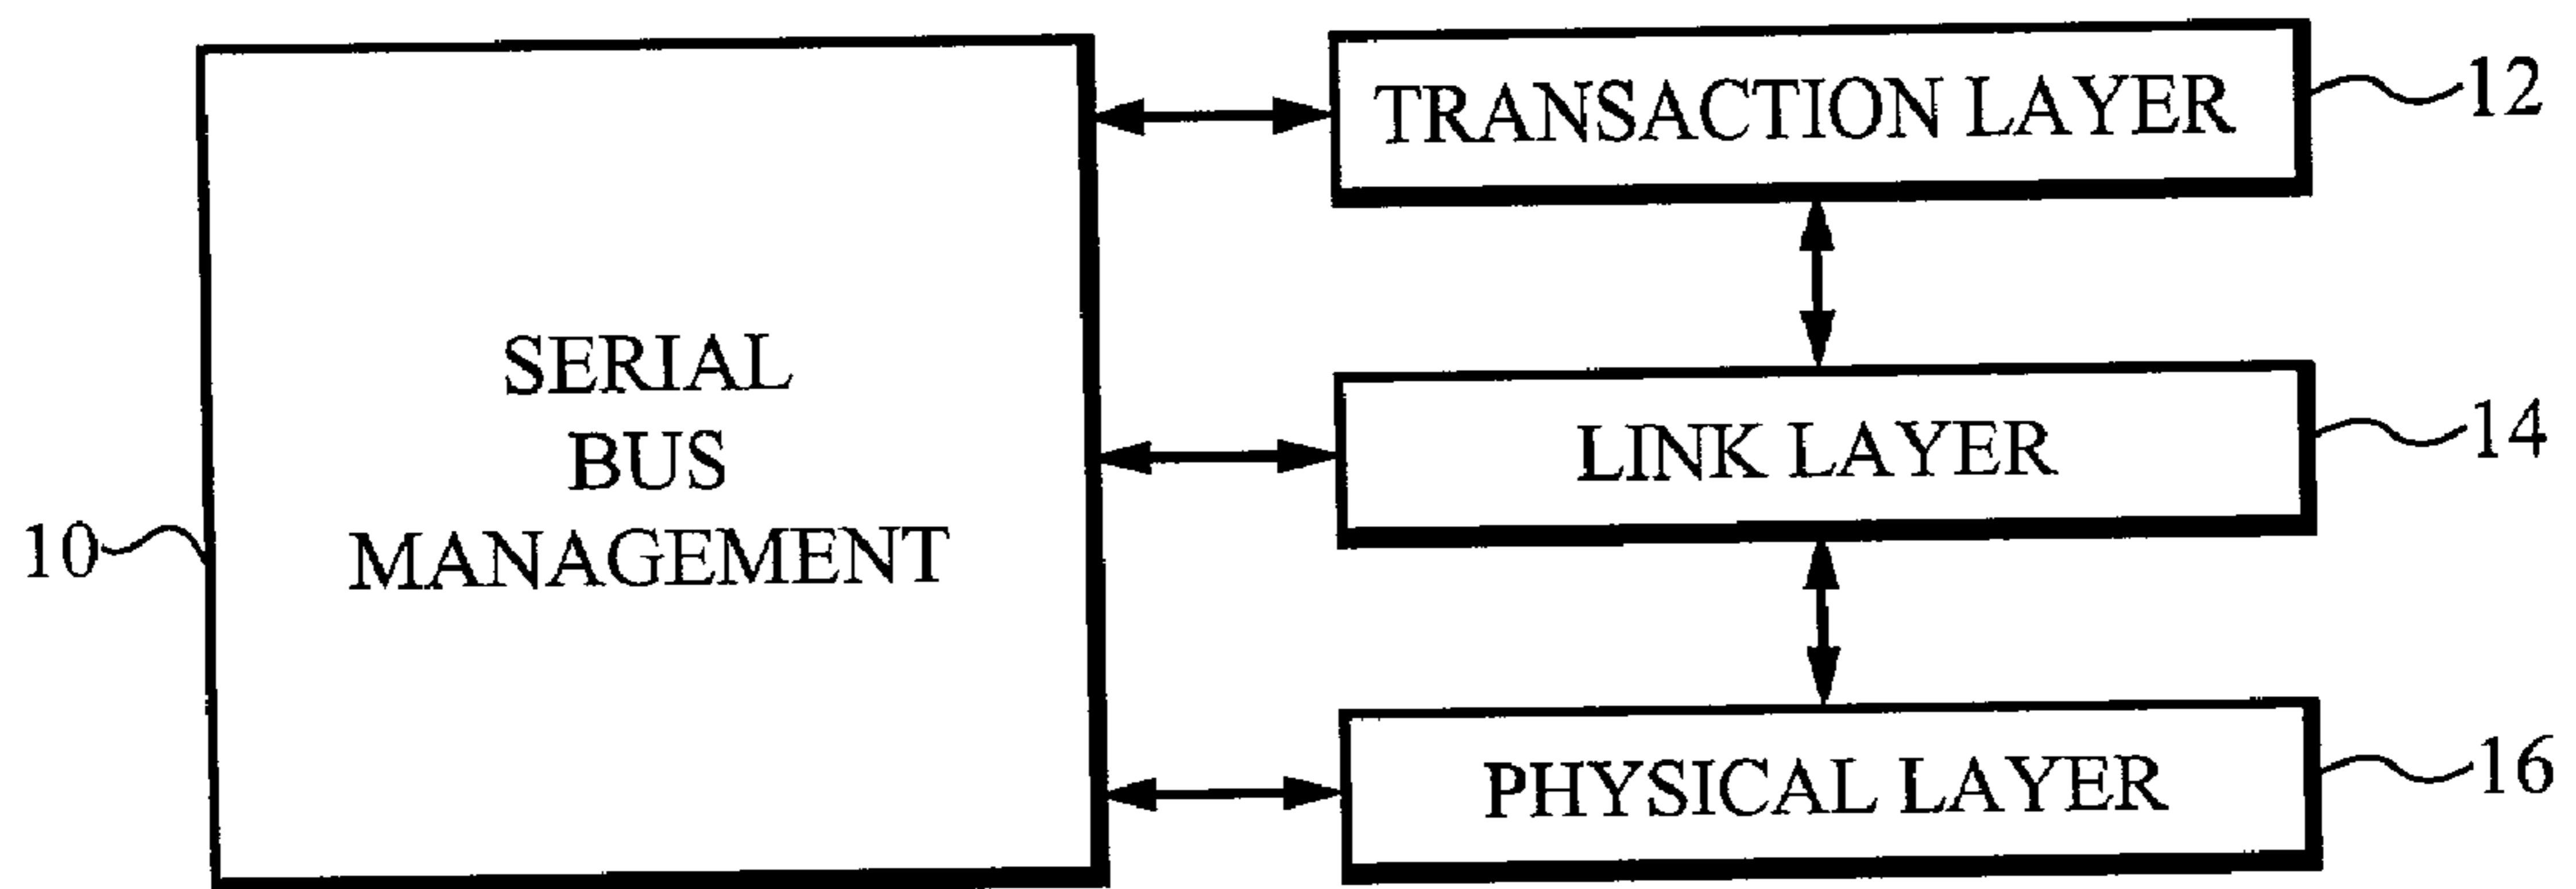 SERIAL
BUS
MANAGEMENT
10
TRANSACTION LAYER
12
LINK LAYER
14
PHYSICAL LAYER
16